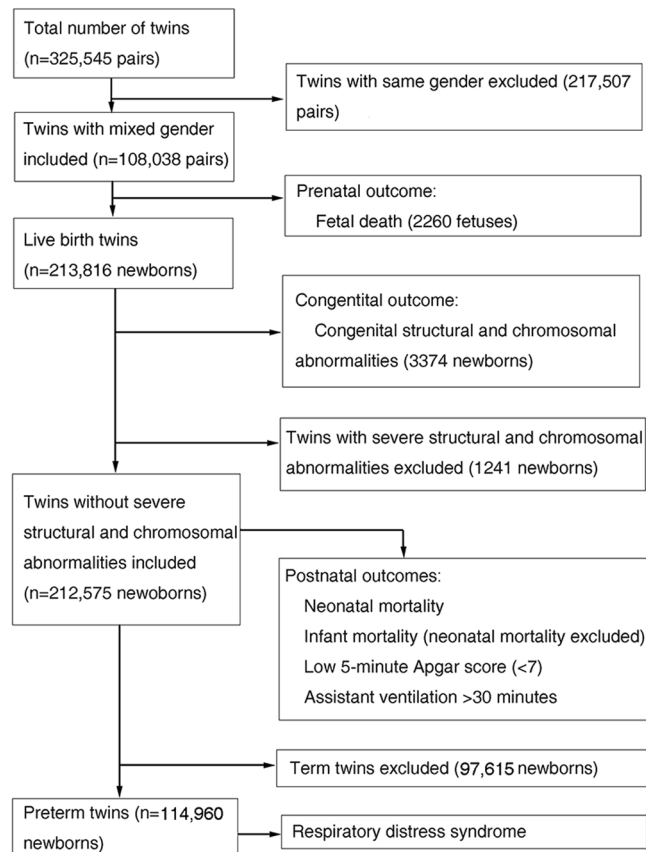 Total number of twins
(n=325,545 pairs)
Twins with same gender excluded (217,507
pairs)
Twins with mixed gender
included (n=108,038 pairs)
Prenatal outcome:
Fetal death (2260 fetuses)
Live birth twins
(n=213,816 newborns)
Congentital outcome:
Congenital structural and chromosomal
abnormalities (3374 newborns)
Twins with severe structural and chromosomal
abnormalities excluded (1241 newborns)
Twins without severe
structural and chromosomal
abnormalities included
(n=212,575 newoborns)
Postnatal outcomes:
Neonatal mortality
Infant mortality (neonatal mortality excluded)
Low 5-minute Apgar score (<7)
Assistant ventilation >30 minutes
Term twins excluded (97,615 newborns)
Preterm twins (n=114,960
newborns)
Respiratory distress syndrome